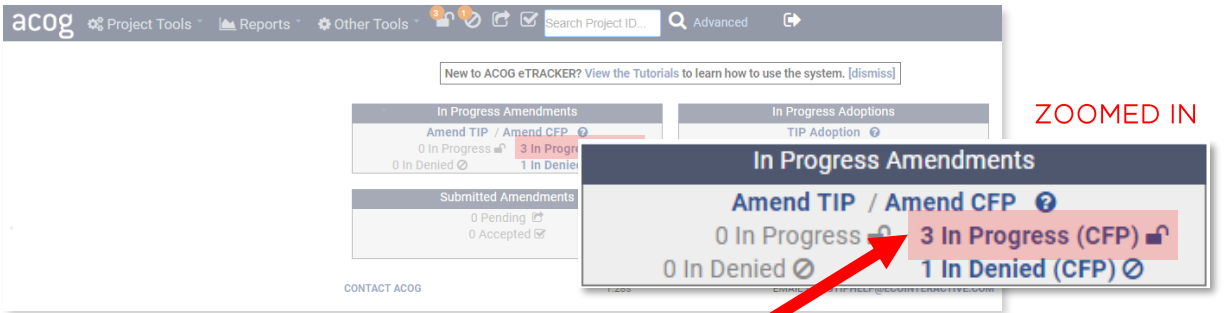 acog Project Tools Reports Other Tools 3 1 Search Project ID... Advanced
New to ACOG eTRACKER? View the Tutorials to learn how to use the system. [dismiss]
In Progress Amendments
Amend TIP / Amend CFP
0 In Progress 3 In Progre
0 In Denied 1 In Denie
In Progress Adoptions
TIP Adoption
Submitted Amendments
0 Pending
0 Accepted
ZOOMED IN
In Progress Amendments
Amend TIP / Amend CFP
0 In Progress 3 In Progress (CFP)
0 In Denied 1 In Denied (CFP)
CONTACT ACOG